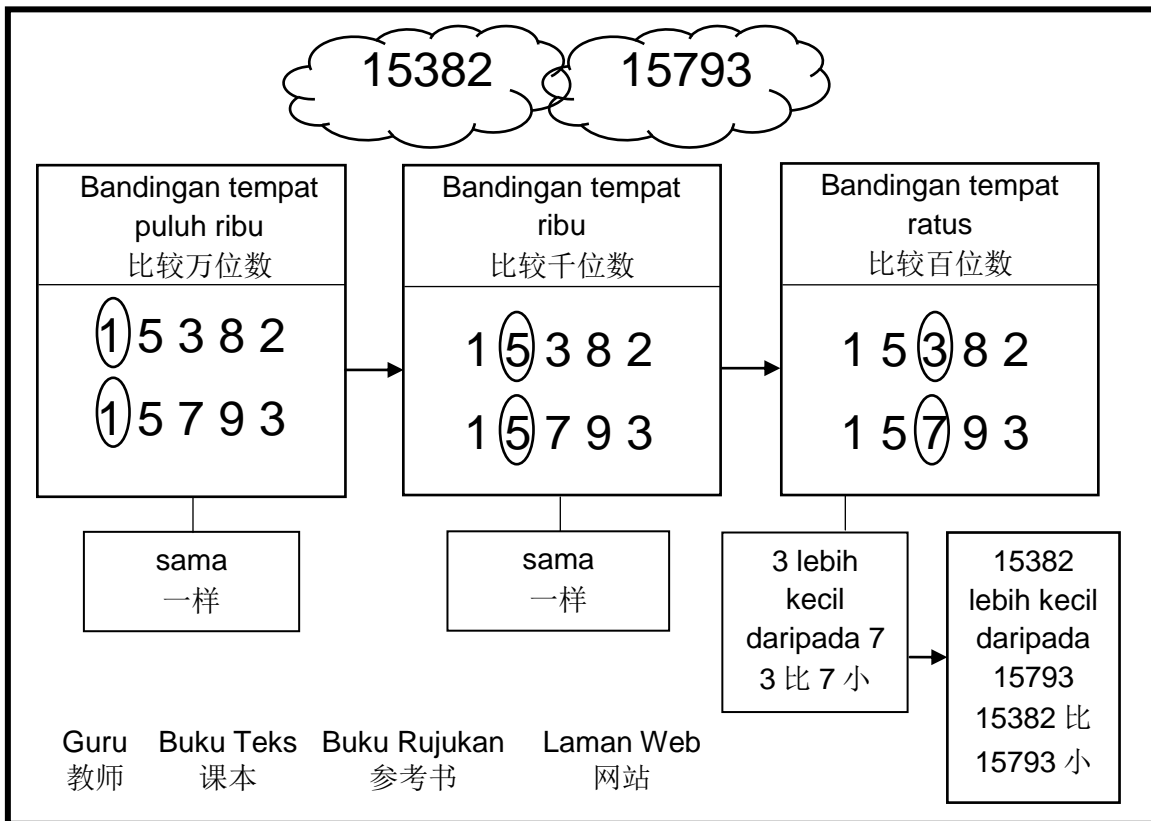 15382
15793
Bandingan tempat
puluh ribu
比较万位数
1 5 3 8 2
1 5 7 9 3
sama
一样
Bandingan tempat
ribu
比较千位数
1 5 3 8 2
1 5 7 9 3
sama
一样
Bandingan tempat
ratus
比较百位数
1 5 3 8 2
1 5 7 9 3
3 lebih
kecil
daripada 7
3 比 7 小
15382
lebih kecil
daripada
15793
15382 比
15793 小
Guru
教师
Buku Teks
课本
Buku Rujukan
参考书
Laman Web
网站